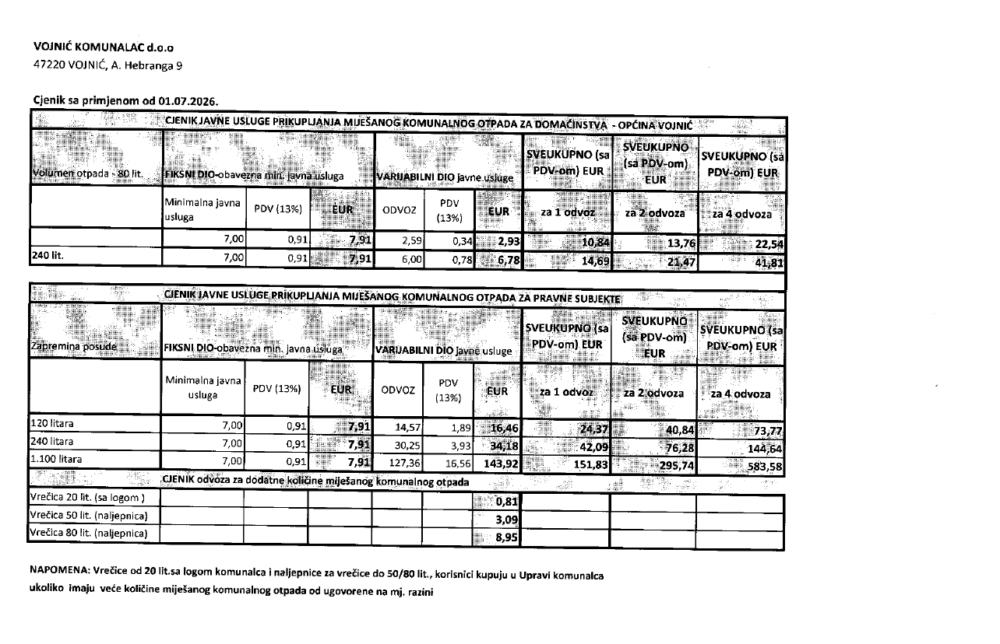 VOJNIĆ KOMUNALAC d.o.o
47220 VOJNIĆ, A. Hebranga 9
Cjenik sa primjenom od 01.07.2026.
CJENIK JAVNE USLUGE PRIKUPLJANJA MIJEŠANOG KOMUNALNOG OTPADA ZA DOMAĆINSTVA - OPĆINA VOJNIĆ
Volumen otpada - 80 lit. FIKSNI DIO-obavezna min. javna usluga VARIJABILNI DIO javne usluge SVEUKUPNO (sa PDV-om) EUR SVEUKUPNO (sa PDV-om) EUR SVEUKUPNO (sa PDV-om) EUR
Minimalna javna usluga PDV (13%) EUR ODVOZ PDV (13%) EUR za 1 odvoz za 2 odvoza za 4 odvoza
7,00 0,91 7,91 2,59 0,34 2,93 10,84 13,76 22,54
240 lit. 7,00 0,91 7,91 6,00 0,78 6,78 14,69 21,47 41,81
CJENIK JAVNE USLUGE PRIKUPLJANJA MIJEŠANOG KOMUNALNOG OTPADA ZA PRAVNE SUBJEKTE
Zapremina posude FIKSNI DIO-obavezna min. javna usluga VARIJABILNI DIO javne usluge SVEUKUPNO (sa PDV-om) EUR SVEUKUPNO (sa PDV-om) EUR SVEUKUPNO (sa PDV-om) EUR
Minimalna javna usluga PDV (13%) EUR ODVOZ PDV (13%) EUR za 1 odvoz za 2 odvoza za 4 odvoza
120 litara 7,00 0,91 7,91 14,57 1,89 16,46 24,37 40,84 73,77
240 litara 7,00 0,91 7,91 30,25 3,93 34,18 42,09 76,28 144,64
1.100 litara 7,00 0,91 7,91 127,36 16,56 143,92 151,83 295,74 583,58
CJENIK odvoza za dodatne količine miješanog komunalnog otpada
Vrečica 20 lit. (sa logom ) 0,81
Vrečica 50 lit. (naljepnica) 3,09
Vrečica 80 lit. (naljepnica) 8,95
NAPOMENA: Vrečice od 20 lit.sa logom komunalca i naljepnice za vrečice do 50/80 lit., korisnici kupuju u Upravi komunalca
ukoliko imaju veće količine miješanog komunalnog otpada od ugovorene na mj. razini